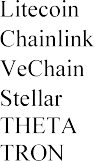 Litecoin
Chainlink
VeChain
Stellar
THETA
TRON